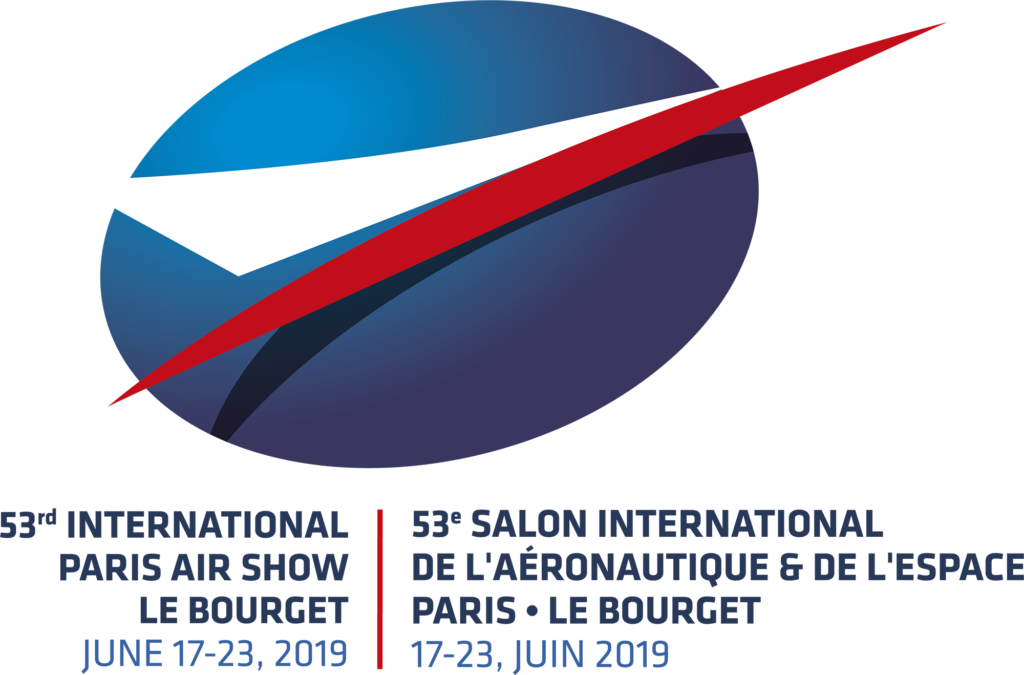 53rd INTERNATIONAL
PARIS AIR SHOW
LE BOURGET
JUNE 17-23, 2019
53e SALON INTERNATIONAL
DE L'AÉRONAUTIQUE & DE L'ESPACE
PARIS • LE BOURGET
17-23, JUIN 2019